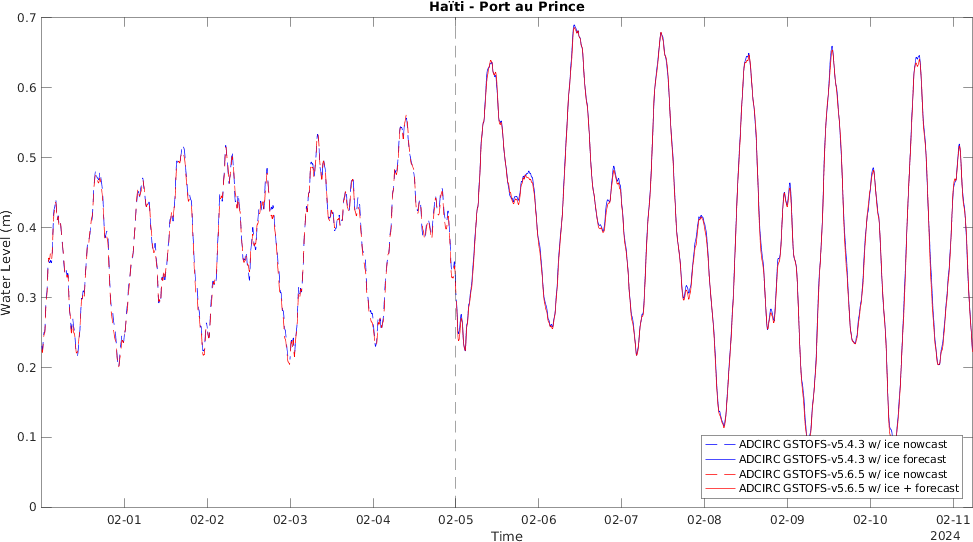 Haïti - Port au Prince
0.7
0.6
0.5
0.4
0.3
0.2
0.1
0
Water Level (m)
ADCIRC GSTOFS-v5.4.3 w/ ice nowcast
ADCIRC GSTOFS-v5.4.3 w/ ice forecast
ADCIRC GSTOFS-v5.6.5 w/ ice nowcast
ADCIRC GSTOFS-v5.6.5 w/ ice + forecast
02-01 02-02 02-03 02-04 02-05 02-06 02-07 02-08 02-09 02-10 02-11
Time
2024